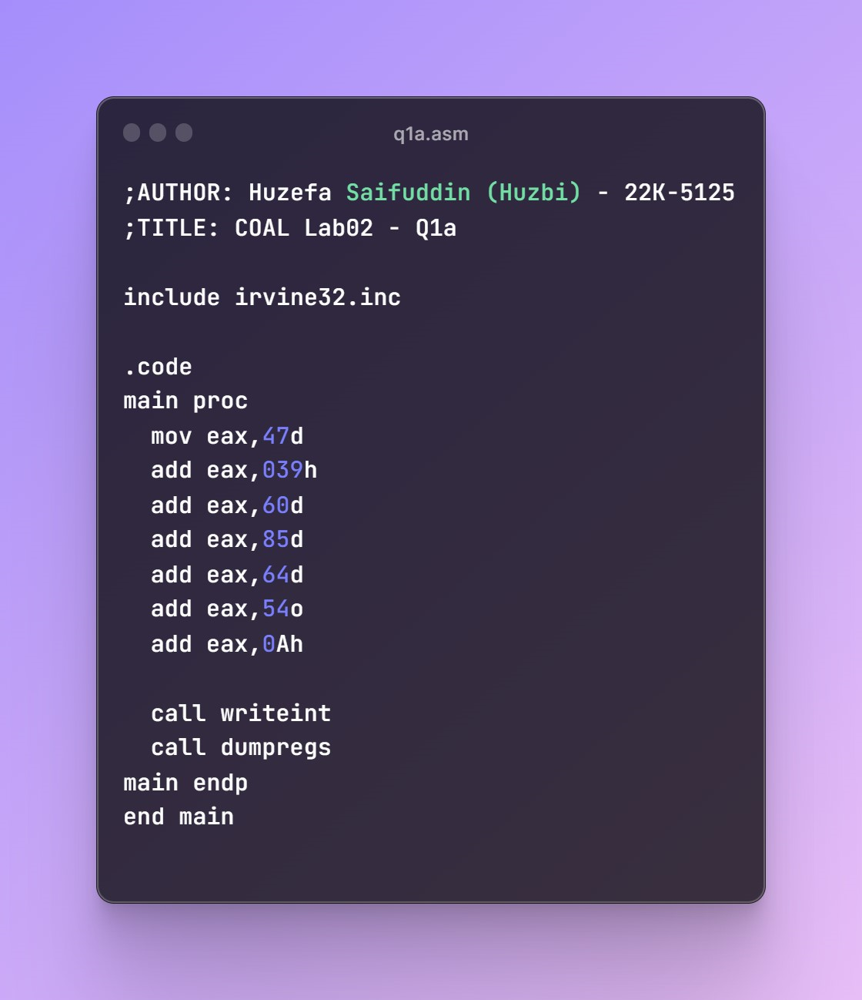 q1a.asm
;AUTHOR: Huzefa Saifuddin (Huzbi) - 22K-5125
;TITLE: COAL Lab02 - Q1a
include irvine32.inc
.code
main proc
mov eax,47d
add eax,039h
add eax,60d
add eax,85d
add eax,64d
add eax,54o
add eax,0Ah
call writeint
call dumpregs
main endp
end main